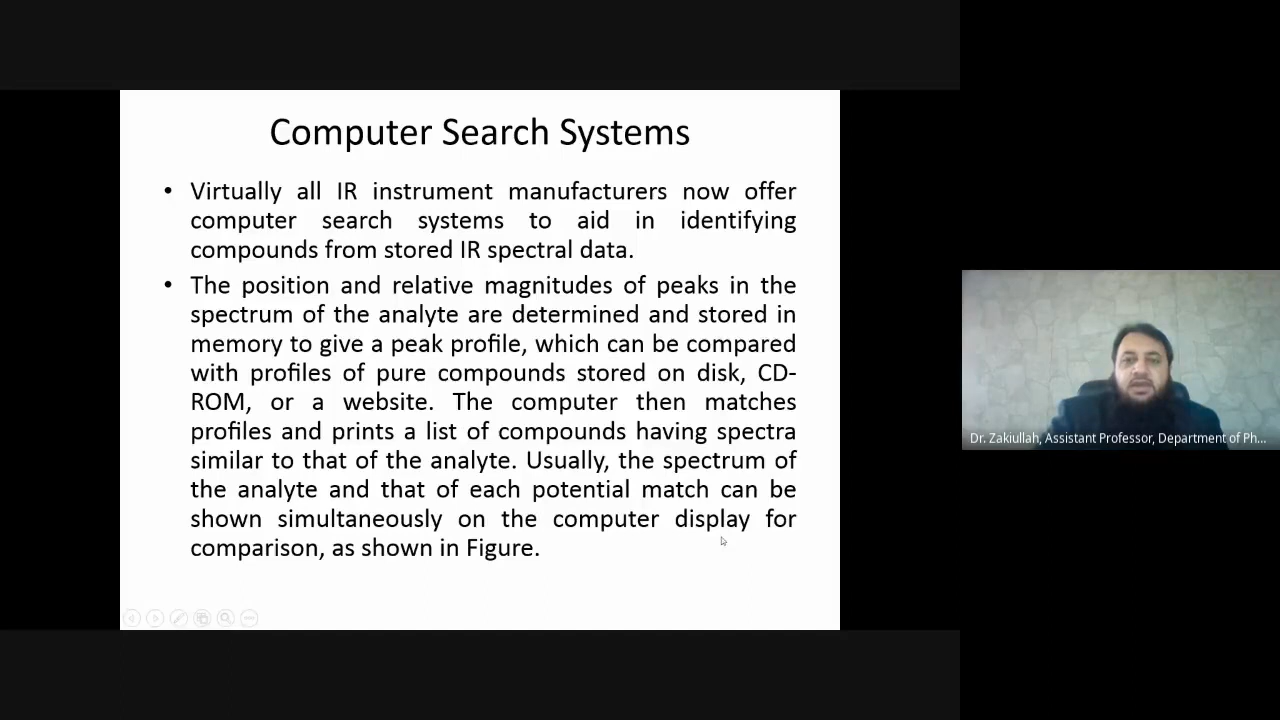 Computer Search Systems
• Virtually all IR instrument manufacturers now offer
computer search systems to aid in identifying
compounds from stored IR spectral data.
• The position and relative magnitudes of peaks in the
spectrum of the analyte are determined and stored in
memory to give a peak profile, which can be compared
with profiles of pure compounds stored on disk, CD-
ROM, or a website. The computer then matches
profiles and prints a list of compounds having spectra
similar to that of the analyte. Usually, the spectrum of
the analyte and that of each potential match can be
shown simultaneously on the computer display for
comparison, as shown in Figure.
Dr. Zakiullah, Assistant Professor, Department of Ph...